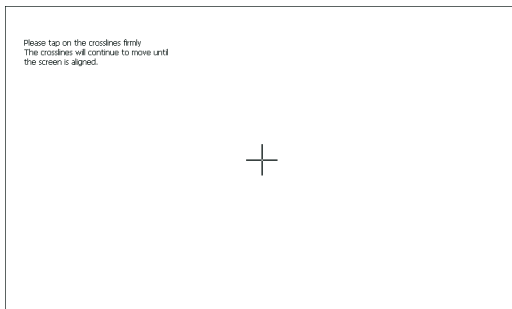 Please tap on the crosslines firmly
The crosslines will continue to move until
the screen is aligned.